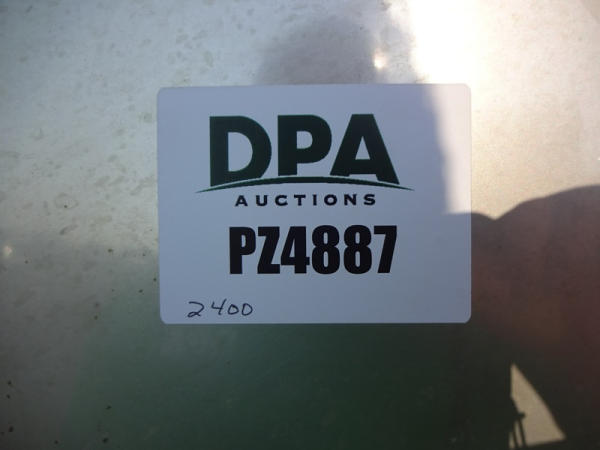 DPA
AUCTIONS
PZ4887
2400